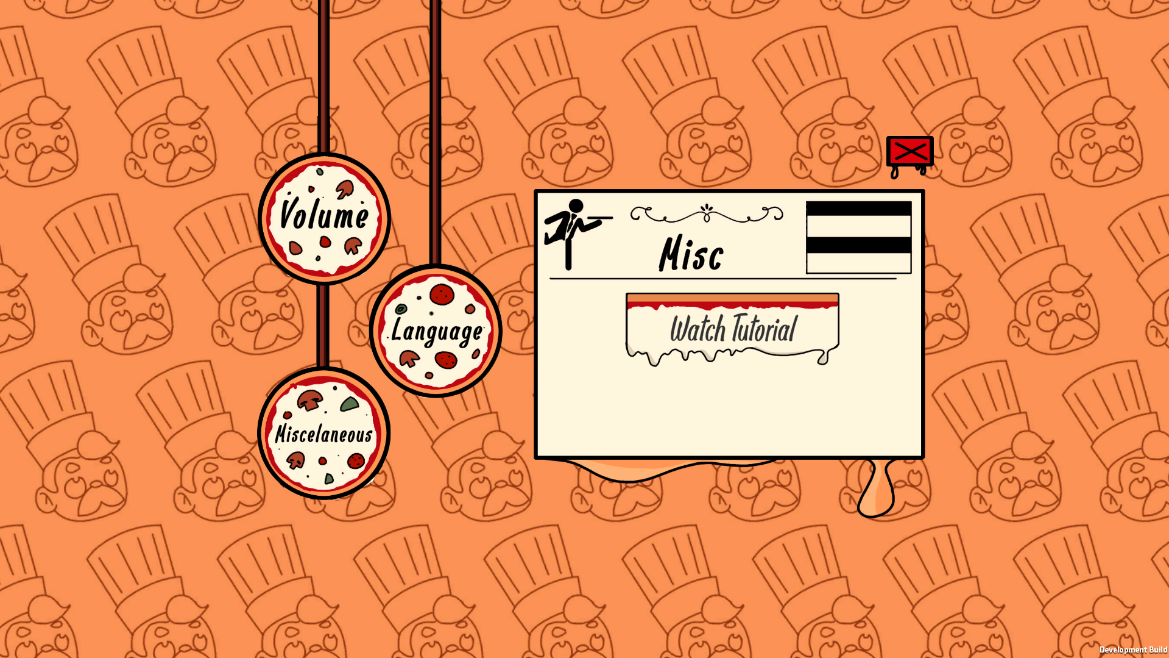 Volume
Language
Miscelaneous
Misc
Watch Tutorial
Development Build